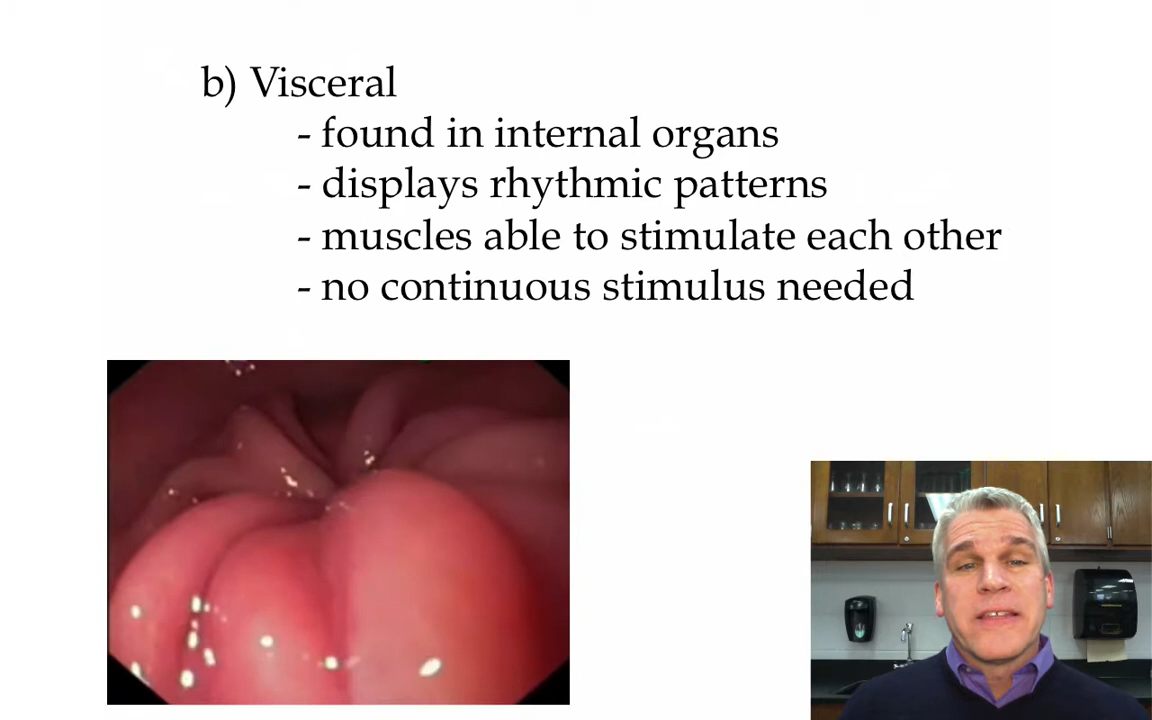 b) Visceral
- found in internal organs
- displays rhythmic patterns
- muscles able to stimulate each other
- no continuous stimulus needed